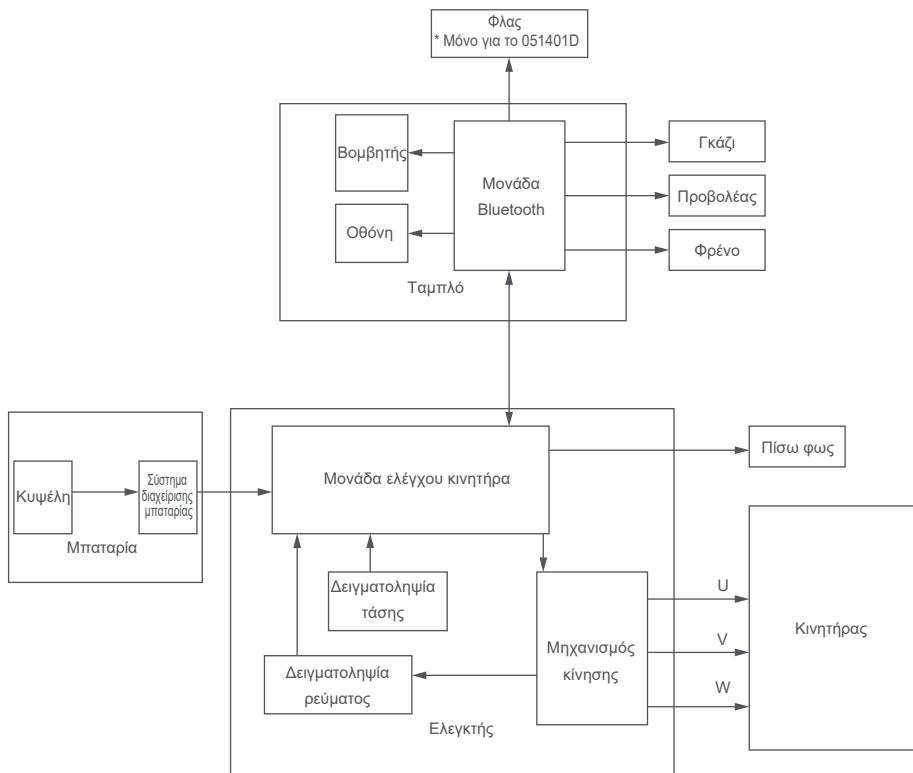 Φλας
* Μόνο για το 051401D
Βομβητής
Μονάδα
Bluetooth
Γκάζι
Προβολέας
Οθόνη
Φρένο
Ταμπλό
Μονάδα ελέγχου κινητήρα
Πίσω φως
Κυψέλη
Σύστημα
διαχείρισης
μπαταρίας
Μπαταρία
Δειγματοληψία
τάσης
U
Μηχανισμός
κίνησης
V
Κινητήρας
Δειγματοληψία
ρεύματος
W
Ελεγκτής